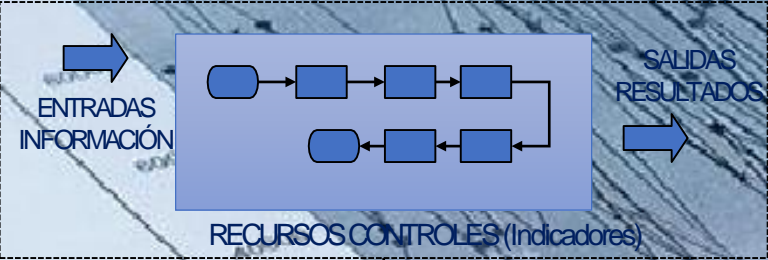 ENTRADAS
INFORMACIÓN
SALIDAS
RESULTADOS
RECURSOS CONTROLES (Indicadores)